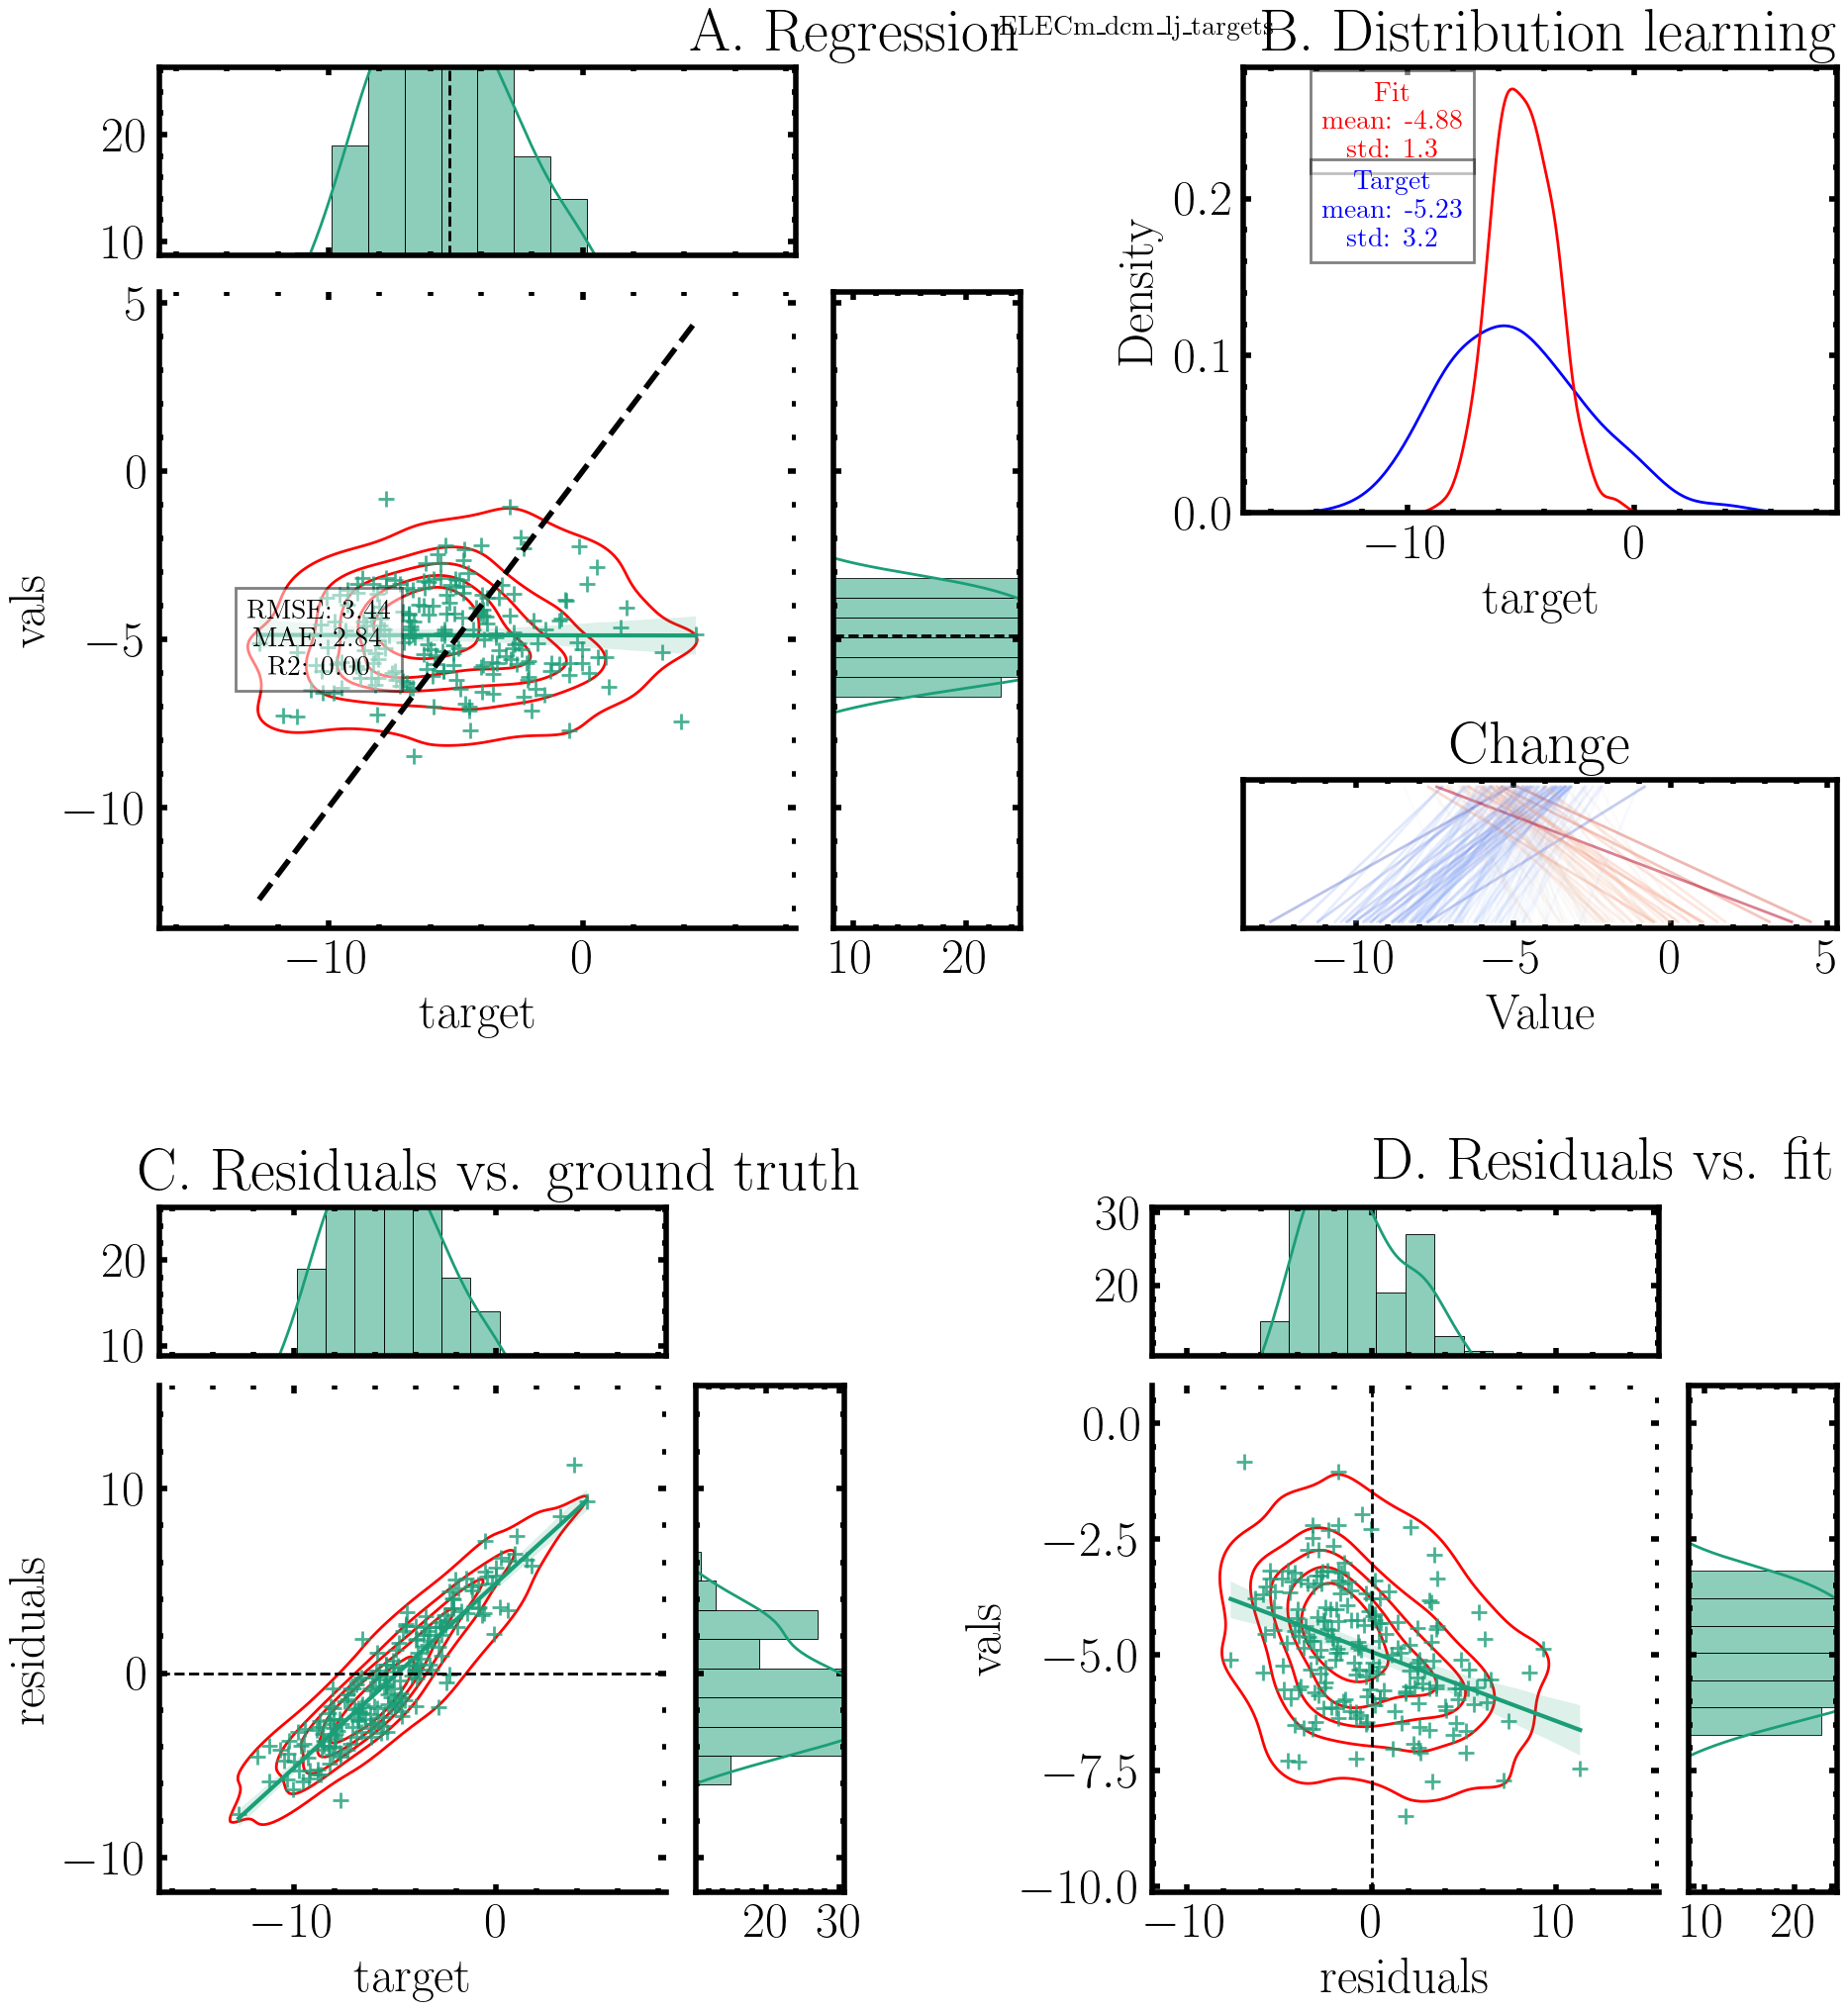 A. Regression
ELECm_dcm_lj_targets
B. Distribution learning
20
10
5
0
−5
−10
vals
RMSE: 3.44
MAE: 2.84
R2: 0.00
−10
0
target
10
20
Fit
mean: -4.88
std: 1.3
Target
mean: -5.23
std: 3.2
0.2
0.1
0.0
Density
−10
0
target
Change
−10
−5
0
5
Value
C. Residuals vs. ground truth
20
10
10
0
−10
residuals
−10
0
target
20
30
D. Residuals vs. fit
30
20
0.0
−2.5
−5.0
−7.5
−10.0
vals
−10
0
10
residuals
10
20